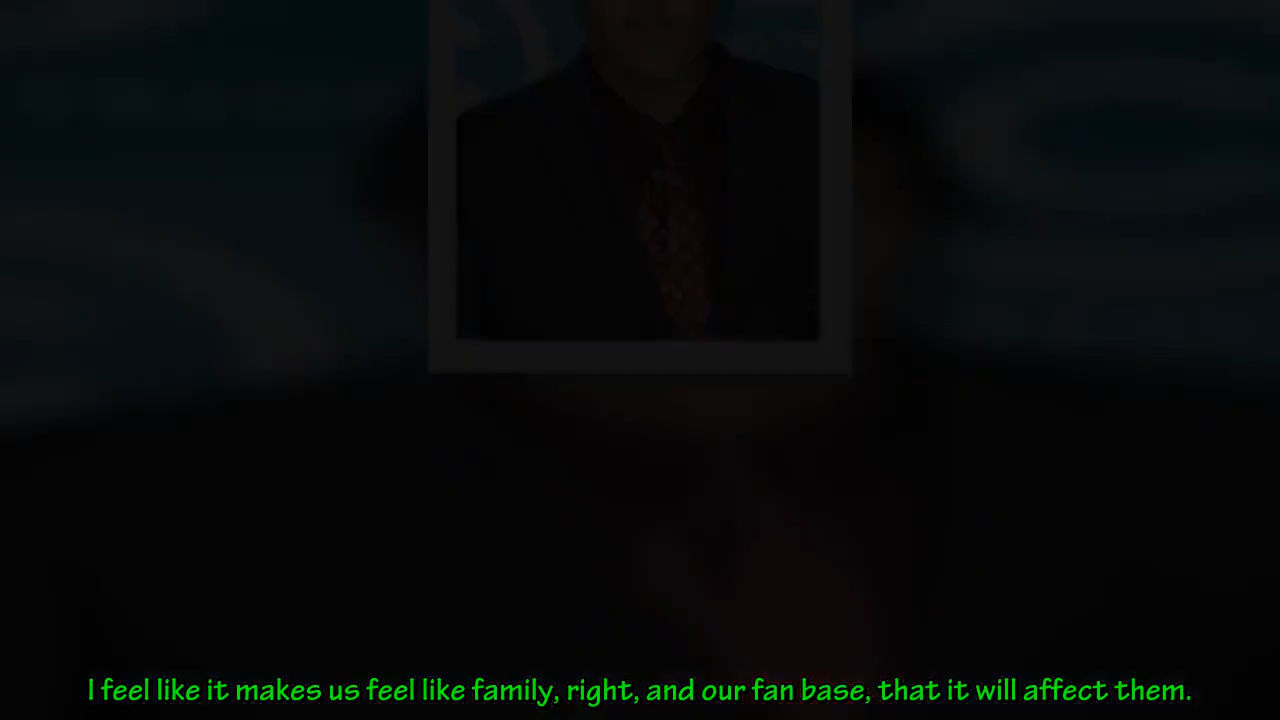 I feel like it makes us feel like family, right, and our fan base, that it will affect them.